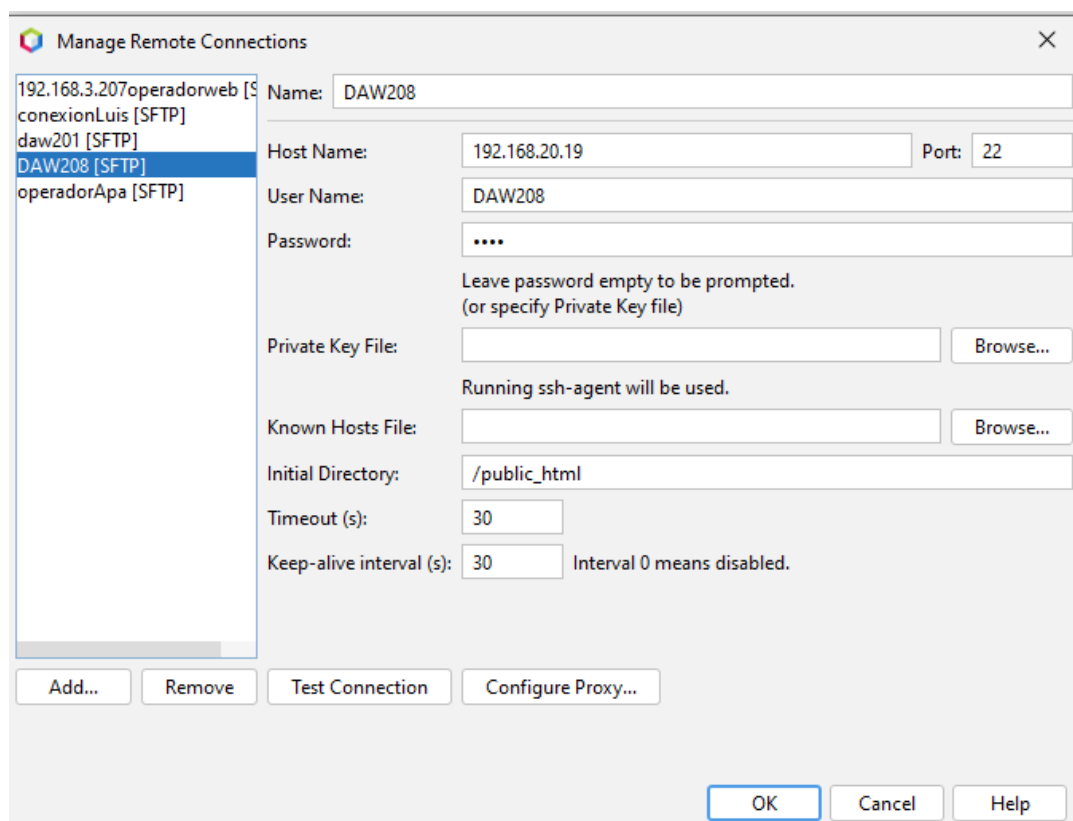 Manage Remote Connections
192.168.3.207operadorweb [S
conexionLuis [SFTP]
daw201 [SFTP]
DAW208 [SFTP]
operadorApa [SFTP]
Name: DAW208
Host Name: 192.168.20.19 Port: 22
User Name: DAW208
Password: ••••
Leave password empty to be prompted.
(or specify Private Key file)
Private Key File: Browse...
Running ssh-agent will be used.
Known Hosts File: Browse...
Initial Directory: /public_html
Timeout (s): 30
Keep-alive interval (s): 30 Interval 0 means disabled.
Add... Remove Test Connection Configure Proxy...
OK Cancel Help